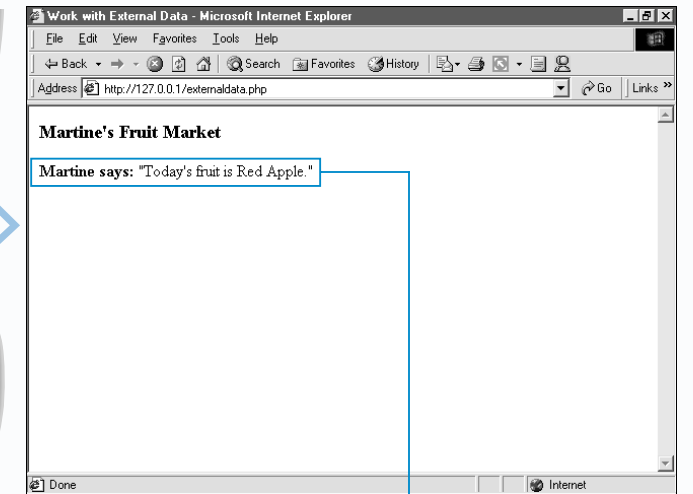 Work with External Data - Microsoft Internet Explorer
File Edit View Favorites Tools Help
Back Search Favorites History
Address http://127.0.0.1/externaldata.php Go Links »
Martine's Fruit Market
Martine says: "Today's fruit is Red Apple."
Done Internet